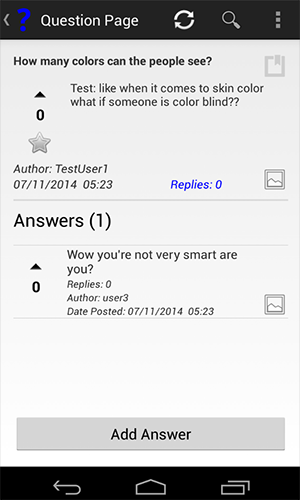 Question Page
How many colors can the people see?
Test: like when it comes to skin color
what if someone is color blind??
0
Author: TestUser1
07/11/2014 05:23
Replies: 0
Answers (1)
Wow you're not very smart are
you?
0
Replies: 0
Author: user3
Date Posted: 07/11/2014 05:23
Add Answer